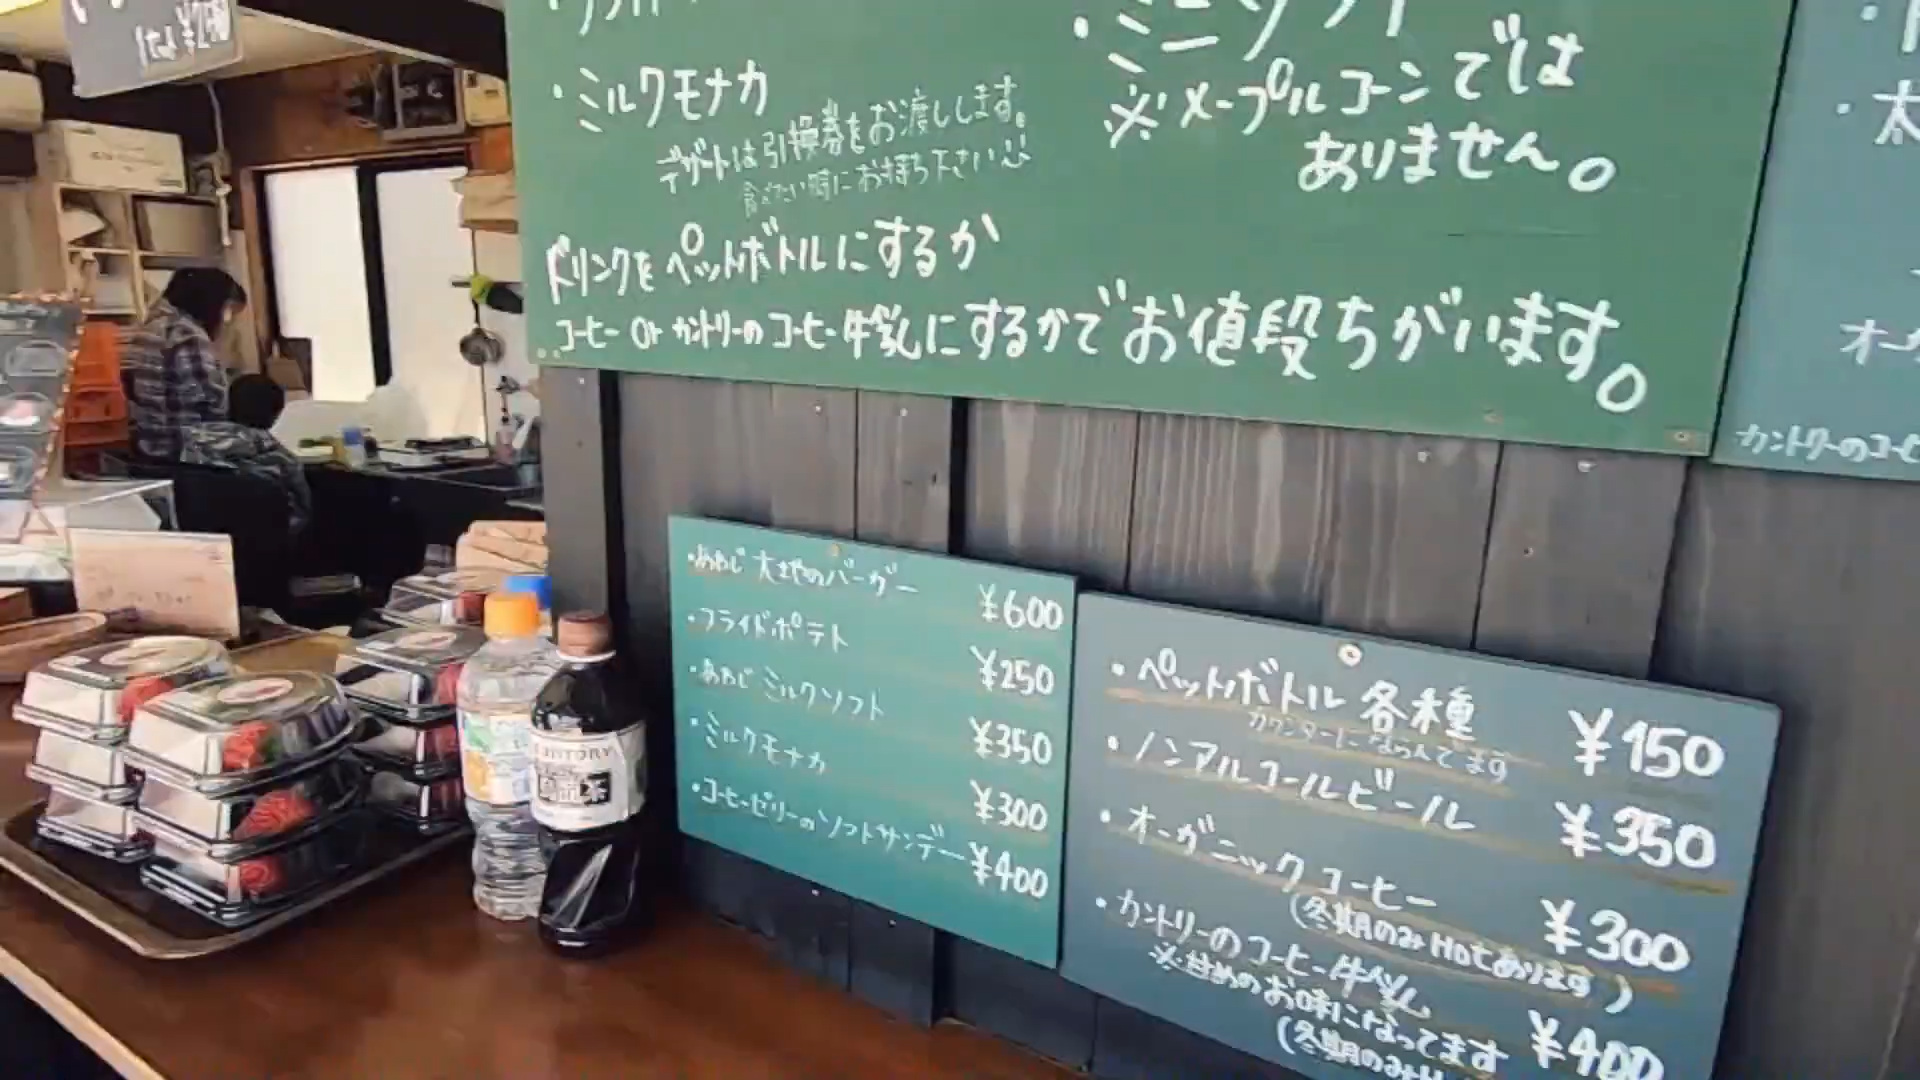 ・ミルクモナカ
デザートは引換券をお渡しします。
食べたい時にお持ち下さい
ドリンクをペットボトルにするか
コーヒー or カントリーのコーヒー牛乳にするかでお値段ちがいます。
・ミニソフト
※メープルコーンでは
ありません。
・太
オー
カントリーのコーヒ
・あわじ 大地のバーガー ¥600
・フライドポテト ¥250
・あわじ ミルクソフト ¥350
・ミルクモナカ ¥300
・コーヒーゼリーのソフトサンデー ¥400
・ペットボトル各種 ¥150
カウンターにならんでます
・ノンアルコールビール ¥350
・オーガニックコーヒー ¥300
(冬期のみHotあります)
・カントリーのコーヒー牛乳 ¥400
※甘めのお味になってます
(冬期のみH
SUNTORY